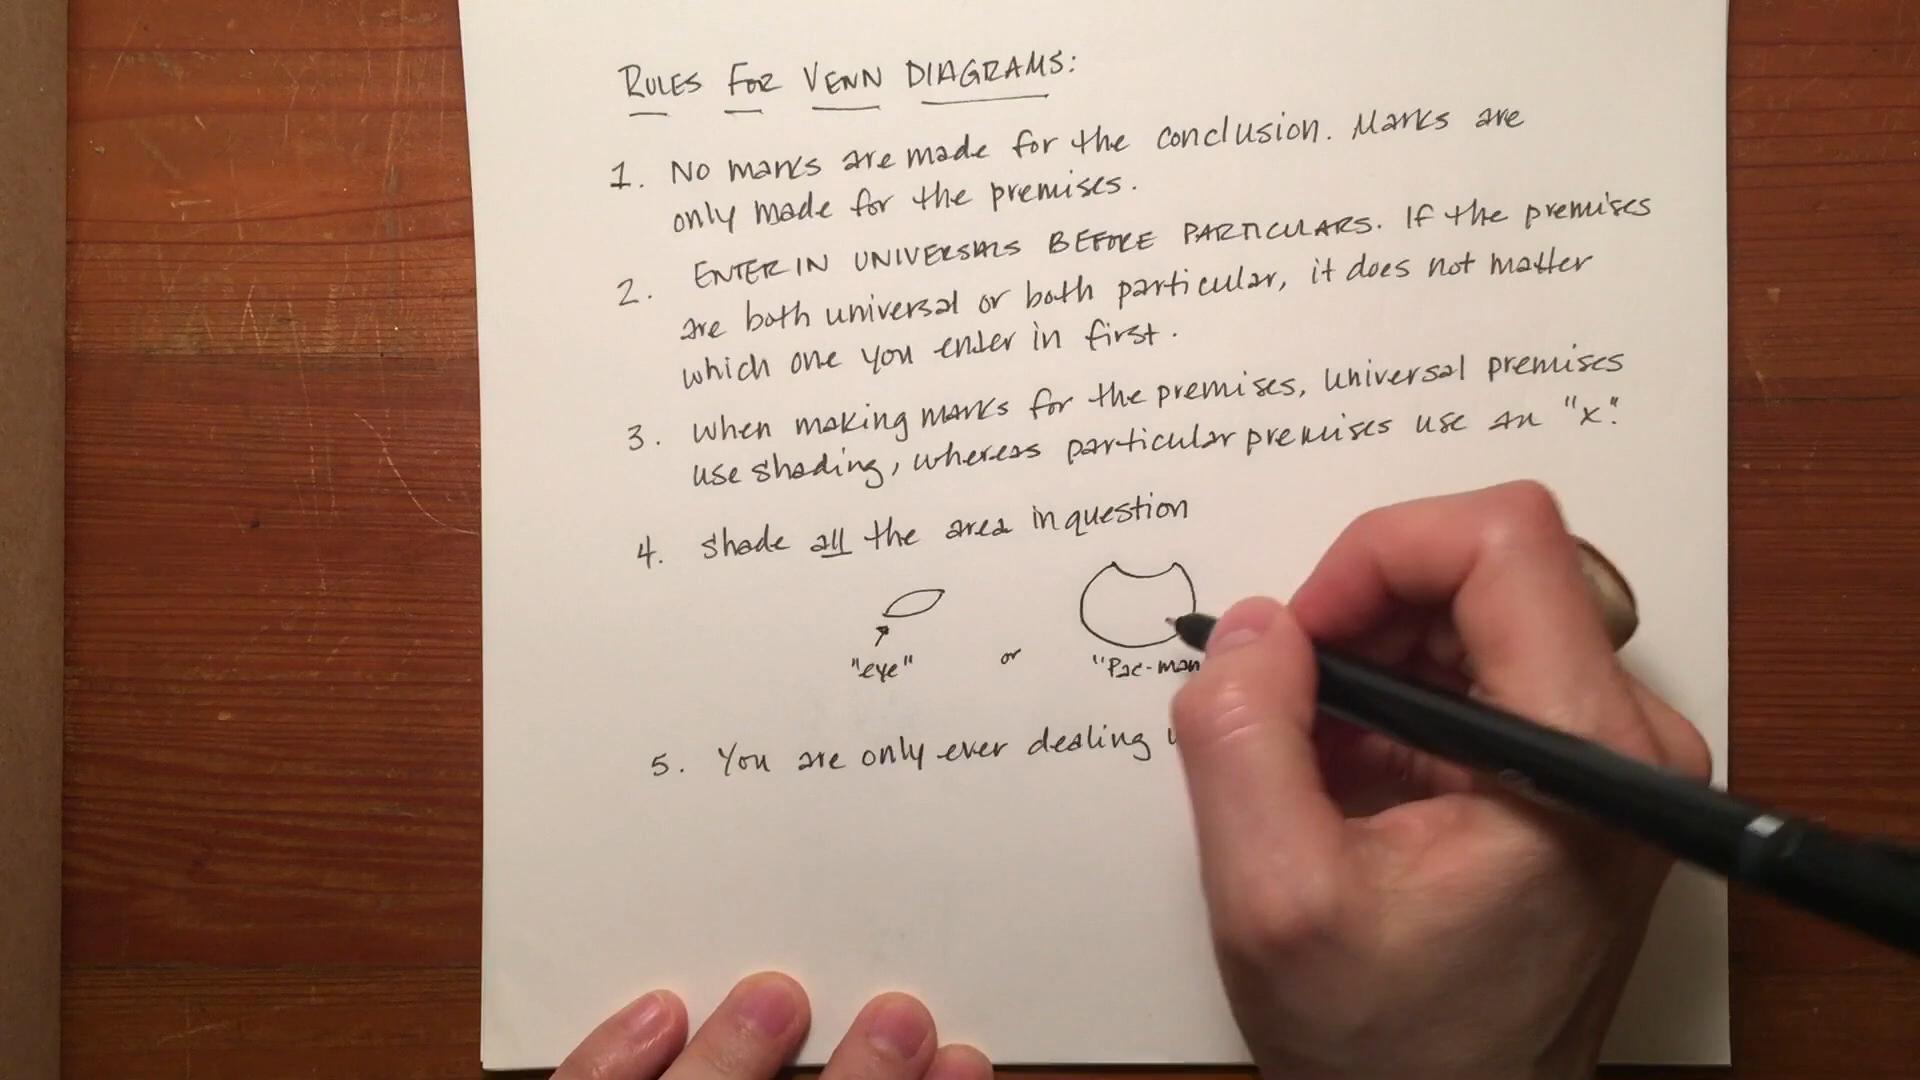 RULES FOR VENN DIAGRAMS:
1. No marks are made for the conclusion. Marks are
only made for the premises.
2. ENTER IN UNIVERSALS BEFORE PARTICULARS. If the premises
are both universal or both particular, it does not matter
which one you enter in first.
3. When making marks for the premises, universal premises
use shading, whereas particular premises use an "x".
4. Shade all the area in question
"eye" or "Pac-man
5. You are only ever dealing